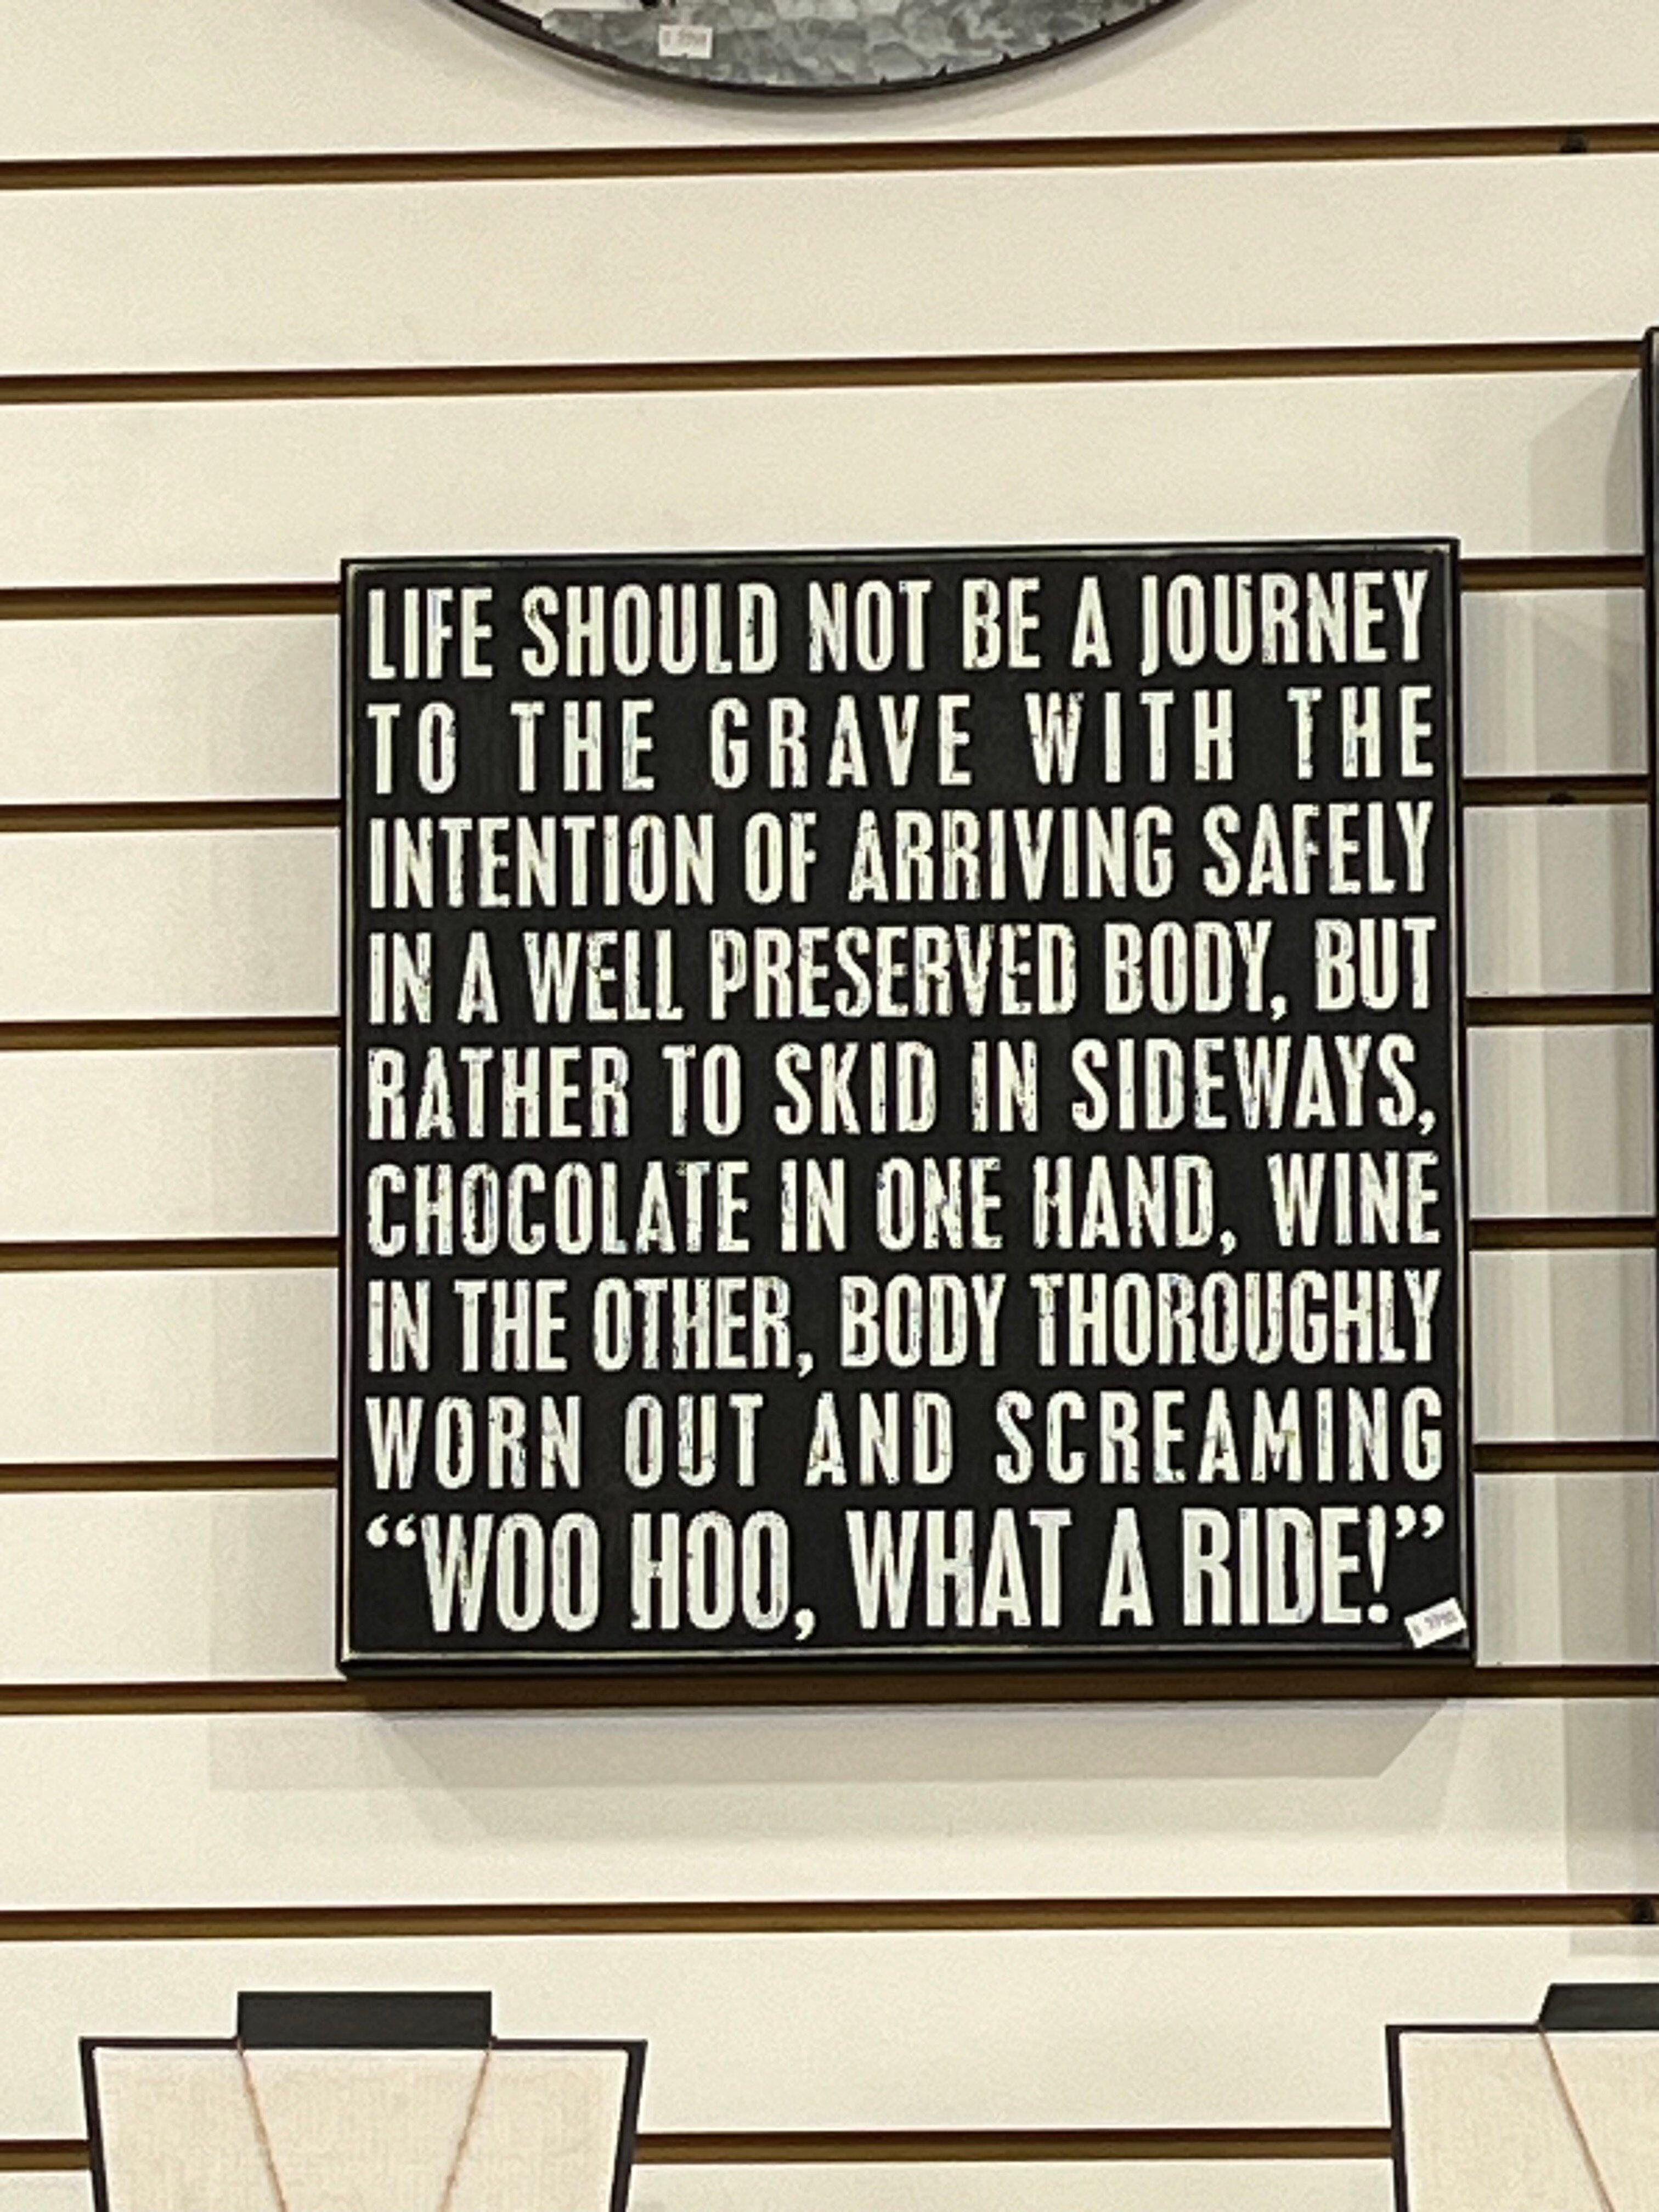 LIFE SHOULD NOT BE A JOURNEY
TO THE GRAVE WITH THE
INTENTION OF ARRIVING SAFELY
IN A WELL PRESERVED BODY, BUT
RATHER TO SKID IN SIDEWAYS,
CHOCOLATE IN ONE HAND, WINE
IN THE OTHER, BODY THOROUGHLY
WORN OUT AND SCREAMING
“WOO HOO, WHAT A RIDE!”